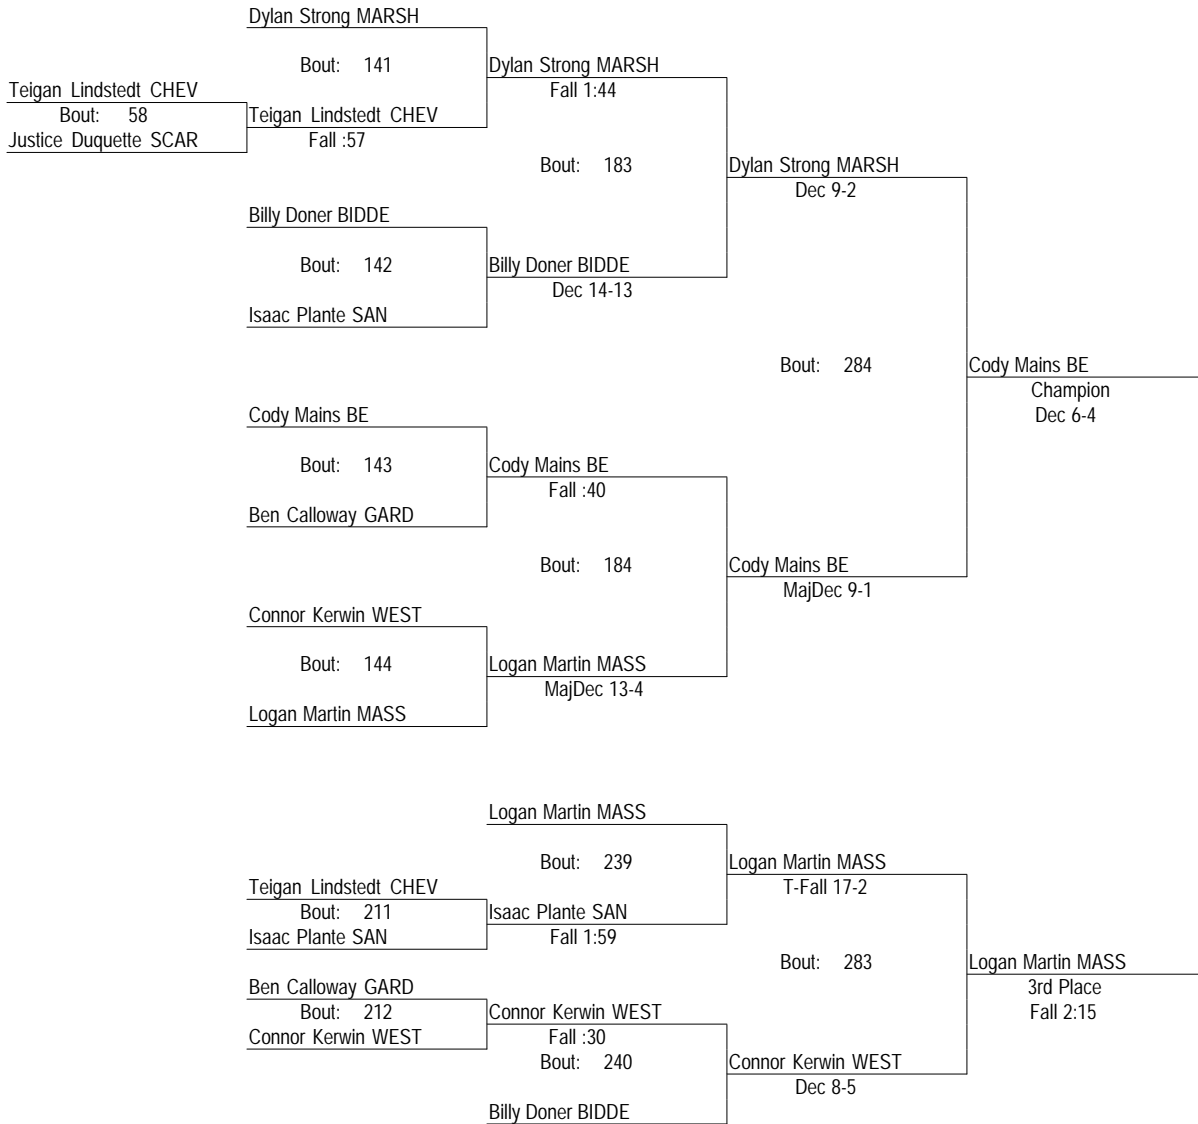 Dylan Strong MARSH
Bout: 141
Dylan Strong MARSH
Fall 1:44
Teigan Lindstedt CHEV
Bout: 58
Teigan Lindstedt CHEV
Justice Duquette SCAR
Fall :57
Bout: 183
Dylan Strong MARSH
Dec 9-2
Billy Doner BIDDE
Bout: 142
Billy Doner BIDDE
Dec 14-13
Isaac Plante SAN
Bout: 284
Cody Mains BE
Champion
Dec 6-4
Cody Mains BE
Bout: 143
Cody Mains BE
Fall :40
Ben Calloway GARD
Bout: 184
Cody Mains BE
MajDec 9-1
Connor Kerwin WEST
Bout: 144
Logan Martin MASS
MajDec 13-4
Logan Martin MASS
Logan Martin MASS
Bout: 239
Logan Martin MASS
T-Fall 17-2
Teigan Lindstedt CHEV
Bout: 211
Isaac Plante SAN
Isaac Plante SAN
Fall 1:59
Bout: 283
Logan Martin MASS
3rd Place
Fall 2:15
Ben Calloway GARD
Bout: 212
Connor Kerwin WEST
Connor Kerwin WEST
Fall :30
Bout: 240
Connor Kerwin WEST
Dec 8-5
Billy Doner BIDDE